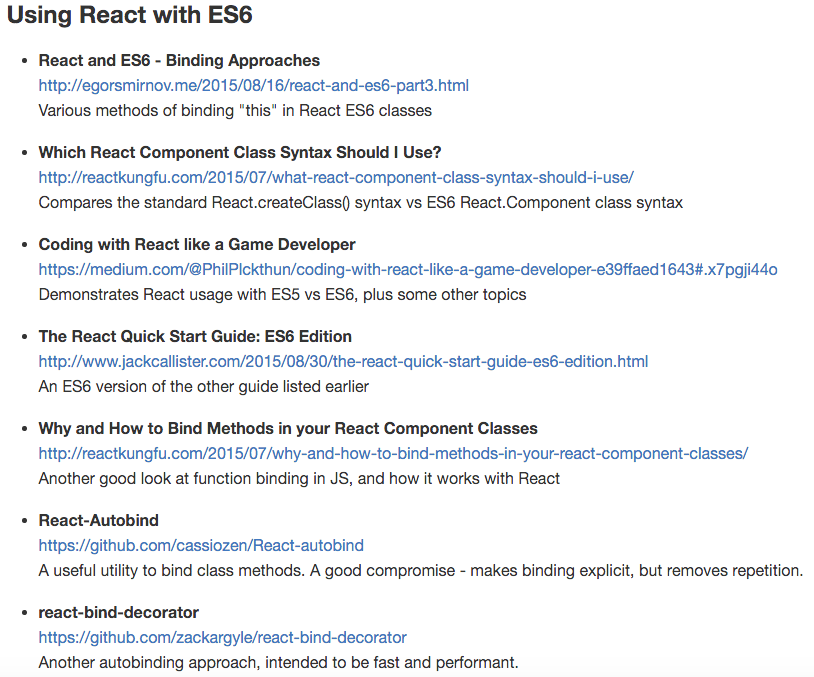 Using React with ES6
React and ES6 - Binding Approaches
http://egorsmirnov.me/2015/08/16/react-and-es6-part3.html
Various methods of binding "this" in React ES6 classes
Which React Component Class Syntax Should I Use?
http://reactkungfu.com/2015/07/what-react-component-class-syntax-should-i-use/
Compares the standard React.createClass() syntax vs ES6 React.Component class syntax
Coding with React like a Game Developer
https://medium.com/@PhilPlckthun/coding-with-react-like-a-game-developer-e39ffaed1643#.x7pgji44o
Demonstrates React usage with ES5 vs ES6, plus some other topics
The React Quick Start Guide: ES6 Edition
http://www.jackcallister.com/2015/08/30/the-react-quick-start-guide-es6-edition.html
An ES6 version of the other guide listed earlier
Why and How to Bind Methods in your React Component Classes
http://reactkungfu.com/2015/07/why-and-how-to-bind-methods-in-your-react-component-classes/
Another good look at function binding in JS, and how it works with React
React-Autobind
https://github.com/cassiozen/React-autobind
A useful utility to bind class methods. A good compromise - makes binding explicit, but removes repetition.
react-bind-decorator
https://github.com/zackargyle/react-bind-decorator
Another autobinding approach, intended to be fast and performant.